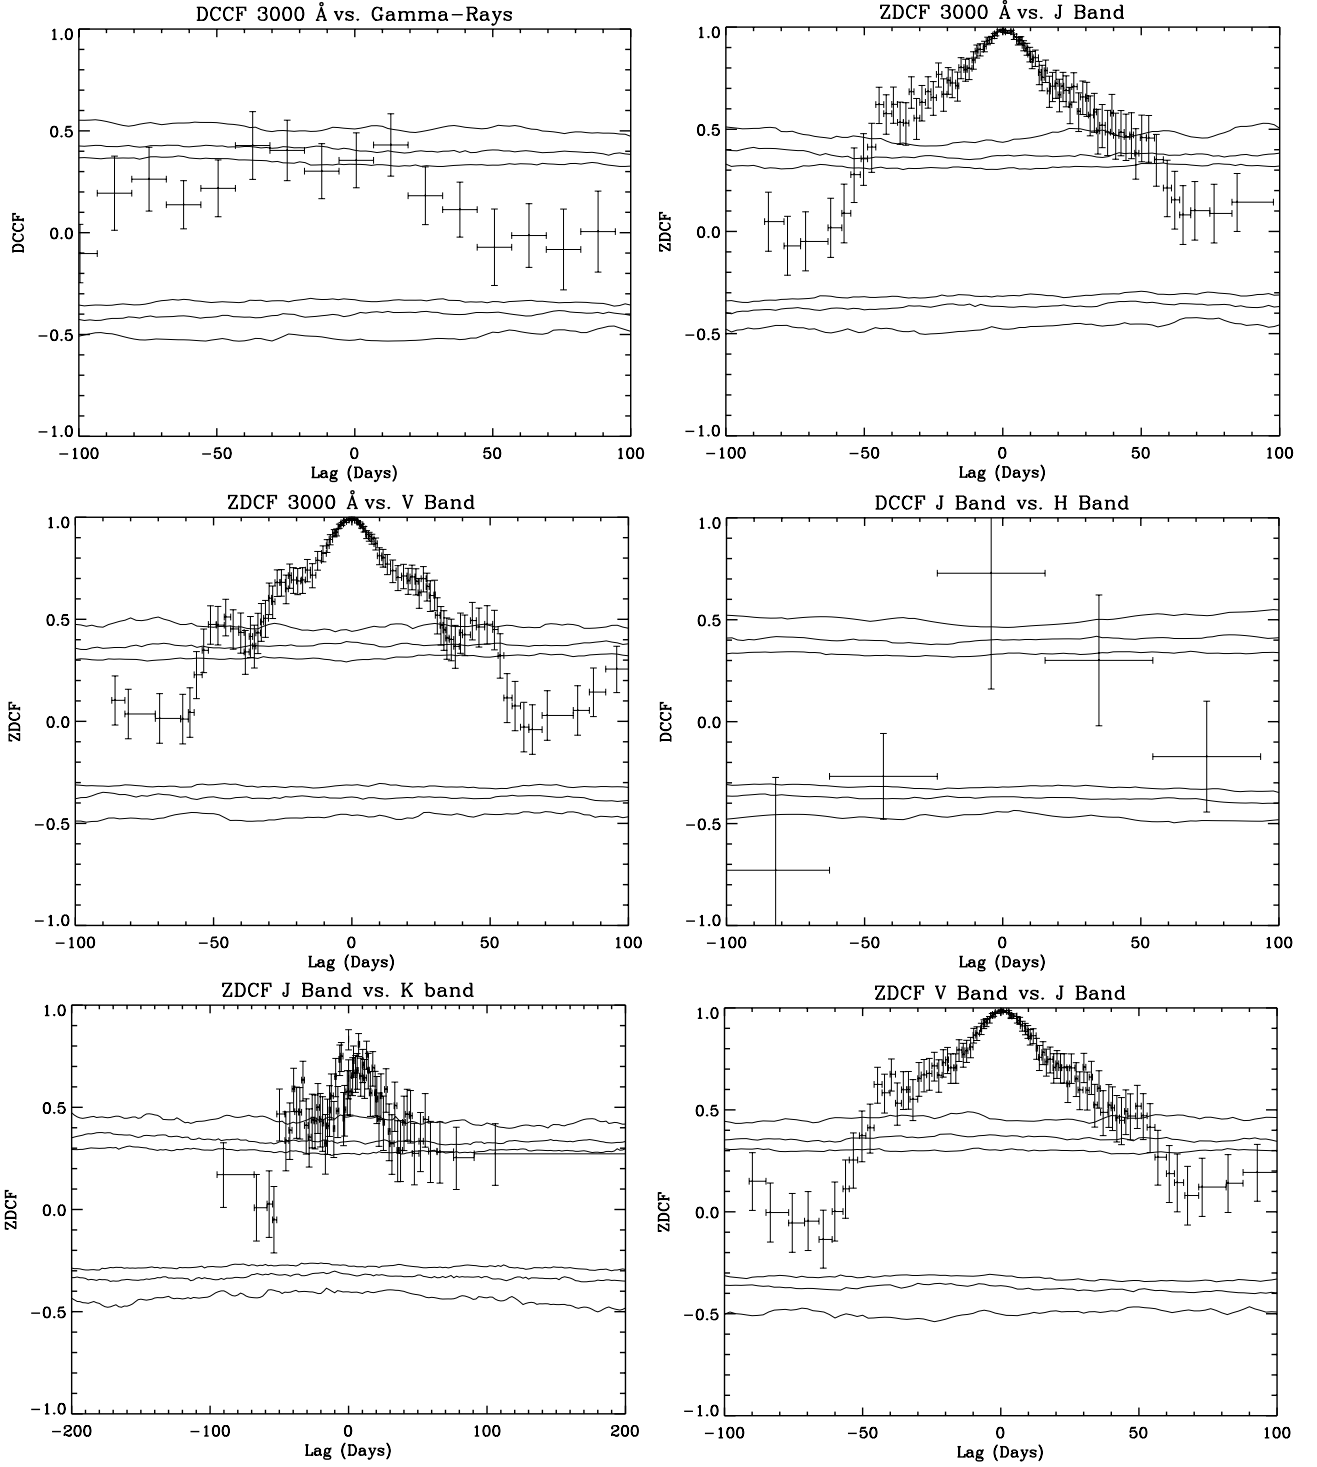 DCCF 3000 Å vs. Gamma-Rays
1.0
0.5
0.0
-0.5
-1.0
DCCF
-100 -50 0 50 100
Lag (Days)
ZDCF 3000 Å vs. J Band
1.0
0.5
0.0
-0.5
-1.0
ZDCF
-100 -50 0 50 100
Lag (Days)
ZDCF 3000 Å vs. V Band
1.0
0.5
0.0
-0.5
-1.0
ZDCF
-100 -50 0 50 100
Lag (Days)
DCCF J Band vs. H Band
1.0
0.5
0.0
-0.5
-1.0
DCCF
-100 -50 0 50 100
Lag (Days)
ZDCF J Band vs. K band
1.0
0.5
0.0
-0.5
-1.0
ZDCF
-200 -100 0 100 200
Lag (Days)
ZDCF V Band vs. J Band
1.0
0.5
0.0
-0.5
-1.0
ZDCF
-100 -50 0 50 100
Lag (Days)